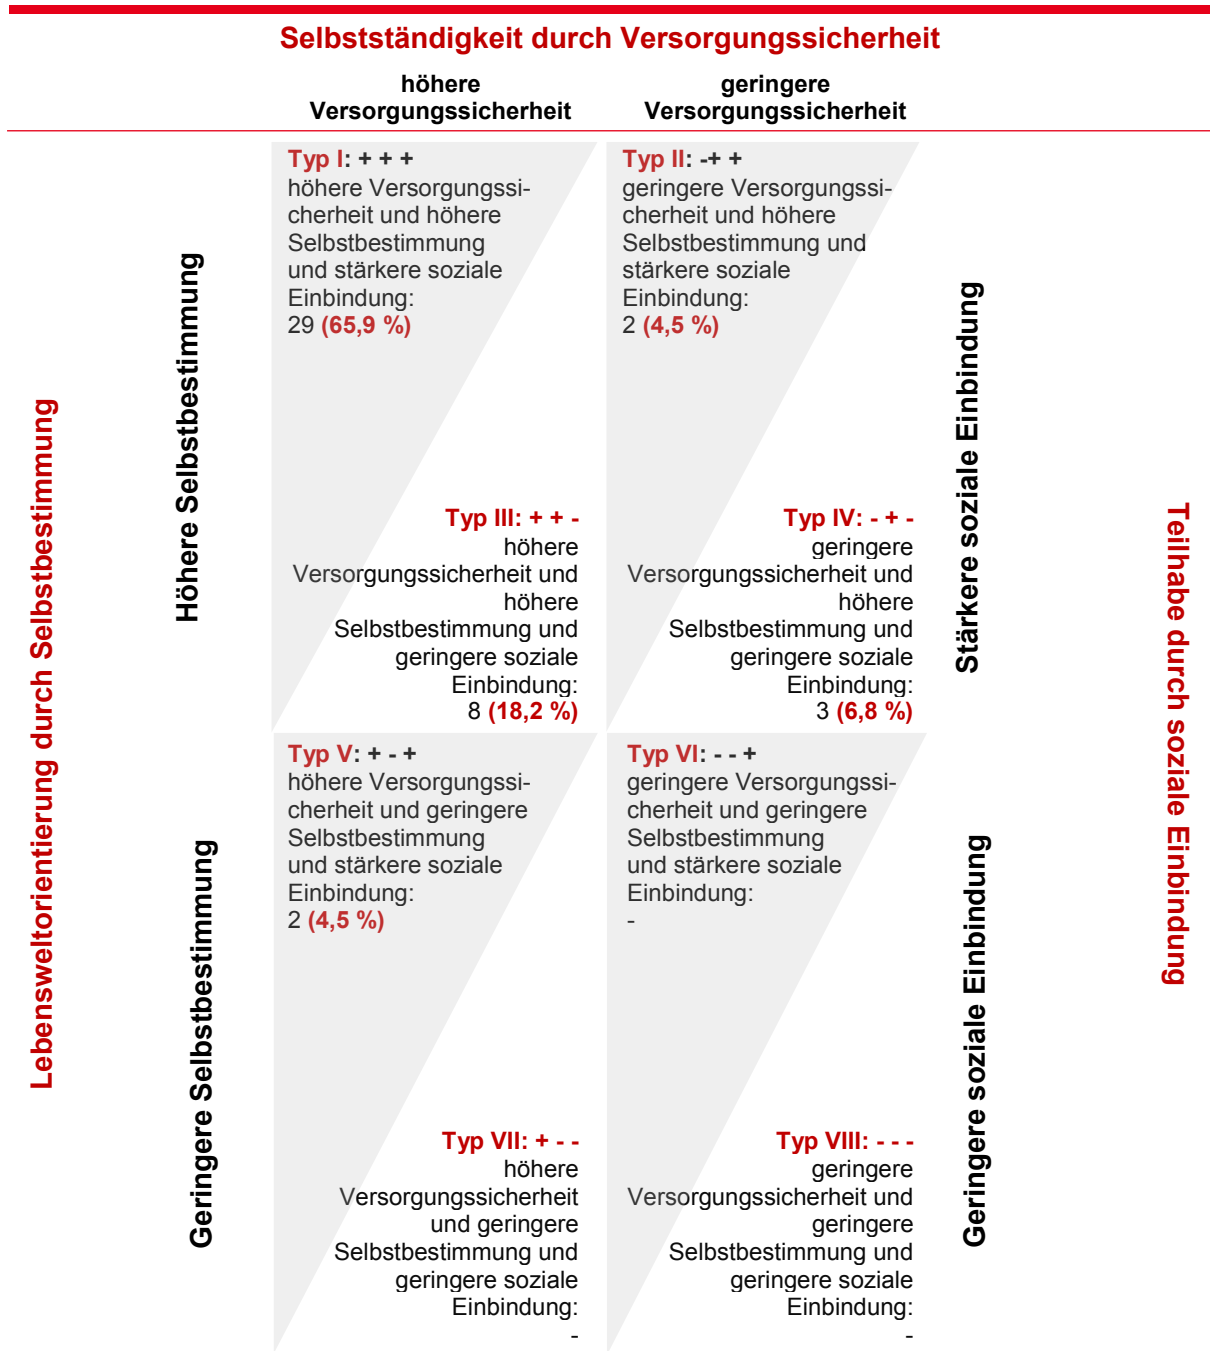 Selbstständigkeit durch Versorgungssicherheit
höhere
Versorgungssicherheit
geringere
Versorgungssicherheit
Lebensweltorientierung durch Selbstbestimmung
Höhere Selbstbestimmung
Typ I: + + +
höhere Versorgungssi-
cherheit und höhere
Selbstbestimmung
und stärkere soziale
Einbindung:
29 (65,9 %)
Typ III: + + -
höhere
Versorgungssicherheit und
höhere
Selbstbestimmung und
geringere soziale
Einbindung:
8 (18,2 %)
Typ II: -+ +
geringere Versorgungssi-
cherheit und höhere
Selbstbestimmung und
stärkere soziale
Einbindung:
2 (4,5 %)
Typ IV: - + -
geringere
Versorgungssicherheit und
höhere
Selbstbestimmung und
geringere soziale
Einbindung:
3 (6,8 %)
Stärkere soziale Einbindung
Teilhabe durch soziale Einbindung
Geringere Selbstbestimmung
Typ V: + - +
höhere Versorgungssi-
cherheit und geringere
Selbstbestimmung
und stärkere soziale
Einbindung:
2 (4,5 %)
Typ VII: + - -
höhere
Versorgungssicherheit
und geringere
Selbstbestimmung und
geringere soziale
Einbindung:
-
Typ VI: - - +
geringere Versorgungssi-
cherheit und geringere
Selbstbestimmung
und stärkere soziale
Einbindung:
-
Typ VIII: - - -
geringere
Versorgungssicherheit und
geringere
Selbstbestimmung und
geringere soziale
Einbindung:
-
Geringere soziale Einbindung